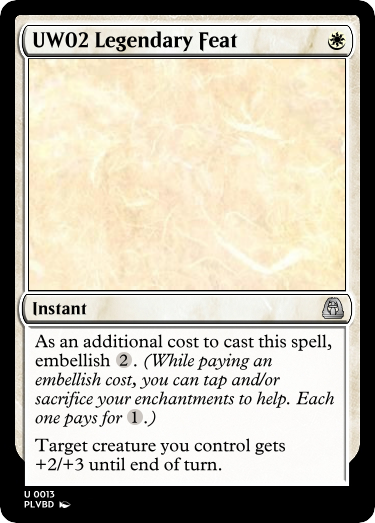 UW02 Legendary Feat
Instant
As an additional cost to cast this spell,
embellish 2. (While paying an
embellish cost, you can tap and/or
sacrifice your enchantments to help. Each
one pays for 1.)
Target creature you control gets
+2/+3 until end of turn.
U 0013
PLVBD